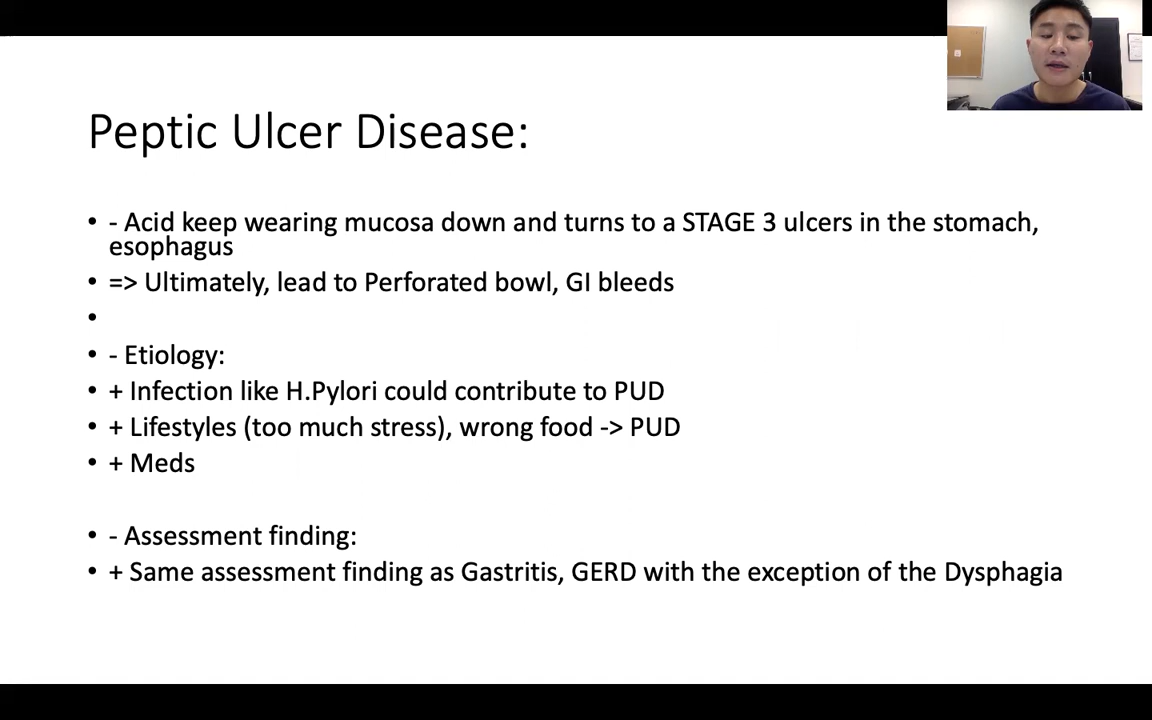 Peptic Ulcer Disease:
• - Acid keep wearing mucosa down and turns to a STAGE 3 ulcers in the stomach,
esophagus
• => Ultimately, lead to Perforated bowl, GI bleeds
•
• - Etiology:
• + Infection like H.Pylori could contribute to PUD
• + Lifestyles (too much stress), wrong food -> PUD
• + Meds
• - Assessment finding:
• + Same assessment finding as Gastritis, GERD with the exception of the Dysphagia